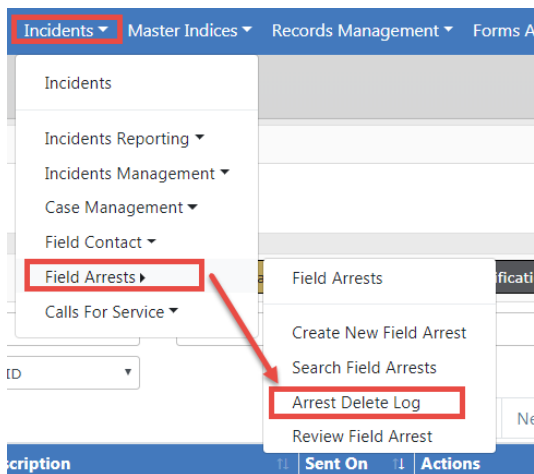 Incidents Master Indices Records Management Forms
Incidents
Incidents Reporting
Incidents Management
Case Management
Field Contact
Field Arrests
Calls For Service
Field Arrests
Create New Field Arrest
Search Field Arrests
Arrest Delete Log
Review Field Arrest
ID
Sent On Actions